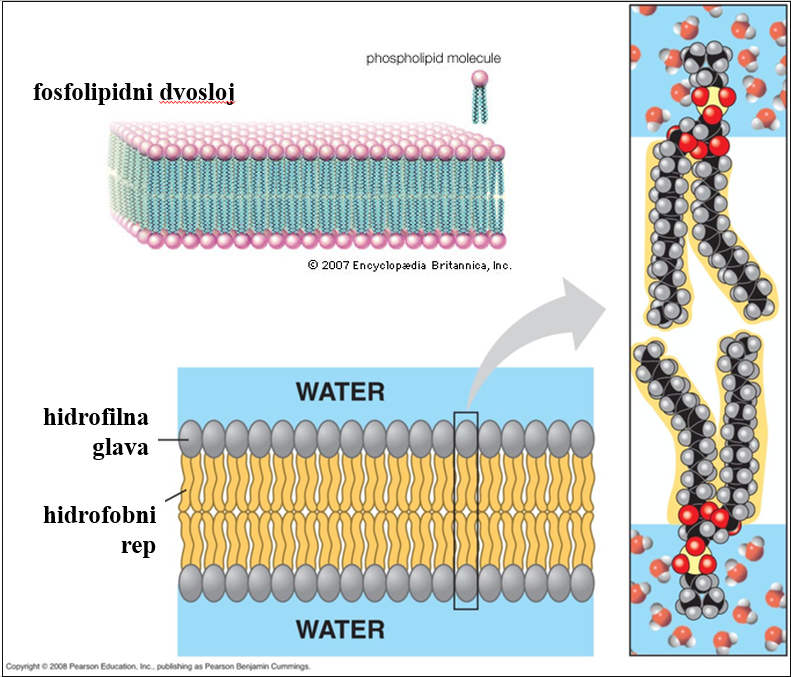 phospholipid molecule
fosfolipidni dvosloj
© 2007 Encyclopædia Britannica, Inc.
WATER
hidrofilna
glava
hidrofobni
rep
WATER
Copyright © 2008 Pearson Education, Inc., publishing as Pearson Benjamin Cummings.